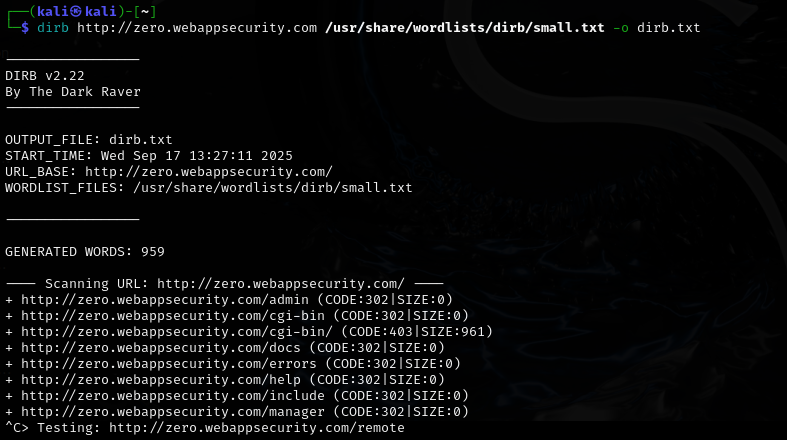 ┌──(kali㉿kali)-[~]
└─$ dirb http://zero.webappsecurity.com /usr/share/wordlists/dirb/small.txt -o dirb.txt
-----------------
DIRB v2.22
By The Dark Raver
-----------------
OUTPUT_FILE: dirb.txt
START_TIME: Wed Sep 17 13:27:11 2025
URL_BASE: http://zero.webappsecurity.com/
WORDLIST_FILES: /usr/share/wordlists/dirb/small.txt
-----------------
GENERATED WORDS: 959
---- Scanning URL: http://zero.webappsecurity.com/ ----
+ http://zero.webappsecurity.com/admin (CODE:302|SIZE:0)
+ http://zero.webappsecurity.com/cgi-bin (CODE:302|SIZE:0)
+ http://zero.webappsecurity.com/cgi-bin/ (CODE:403|SIZE:961)
+ http://zero.webappsecurity.com/docs (CODE:302|SIZE:0)
+ http://zero.webappsecurity.com/errors (CODE:302|SIZE:0)
+ http://zero.webappsecurity.com/help (CODE:302|SIZE:0)
+ http://zero.webappsecurity.com/include (CODE:302|SIZE:0)
+ http://zero.webappsecurity.com/manager (CODE:302|SIZE:0)
^C> Testing: http://zero.webappsecurity.com/remote